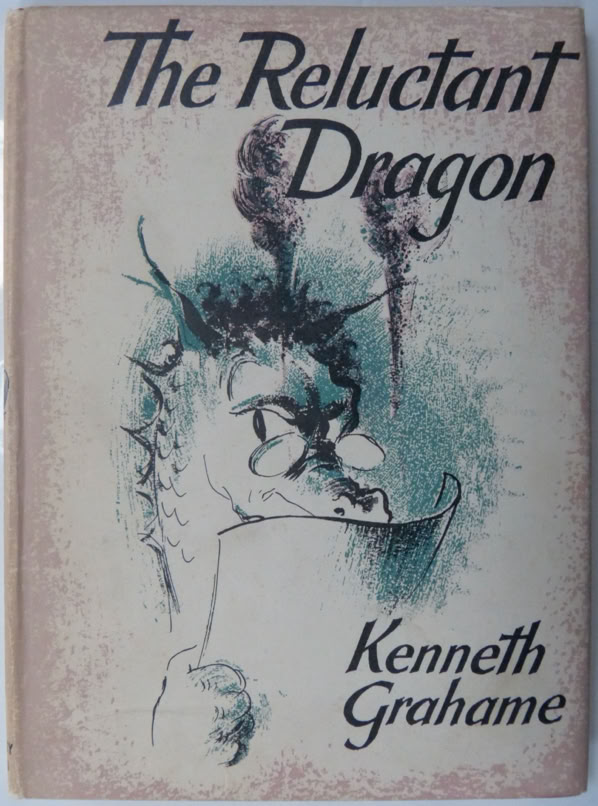 The Reluctant
Dragon
Kenneth
Grahame